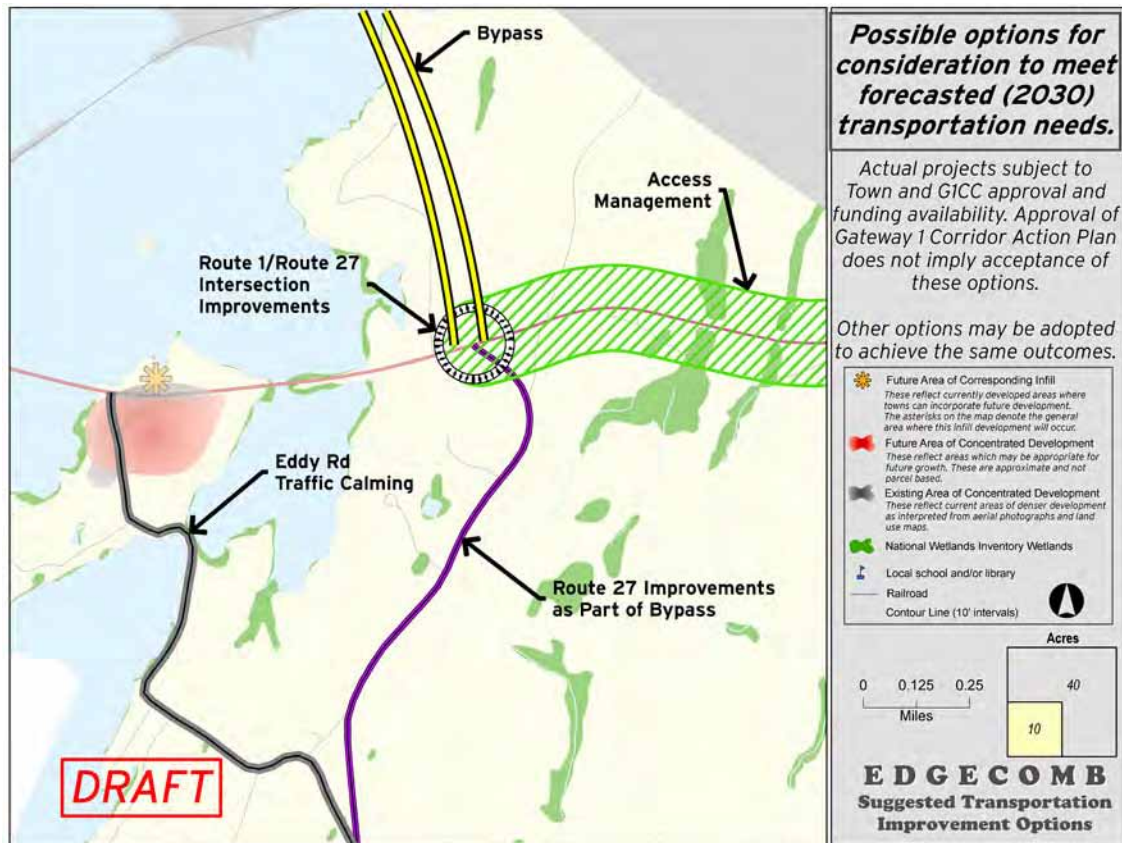 Bypass
Access
Management
Route 1/Route 27
Intersection
Improvements
Eddy Rd
Traffic Calming
Route 27 Improvements
as Part of Bypass
DRAFT
Possible options for
consideration to meet
forecasted (2030)
transportation needs.
Actual projects subject to
Town and G1CC approval and
funding availability. Approval of
Gateway 1 Corridor Action Plan
does not imply acceptance of
these options.
Other options may be adopted
to achieve the same outcomes.
Future Area of Corresponding Infill
These reflect currently developed areas where
towns can incorporate future development.
The asterisks on the map denote the general
area where this Infill development will occur.
Future Area of Concentrated Development
These reflect areas which may be appropriate for
future growth. These are approximate and not
parcel based.
Existing Area of Concentrated Development
These reflect current areas of denser development
as interpreted from aerial photographs and land
use maps.
National Wetlands Inventory Wetlands
Local school and/or library
Railroad
Contour Line (10' intervals)
Acres
0 0.125 0.25
Miles
40
10
EDGECOMB
Suggested Transportation
Improvement Options